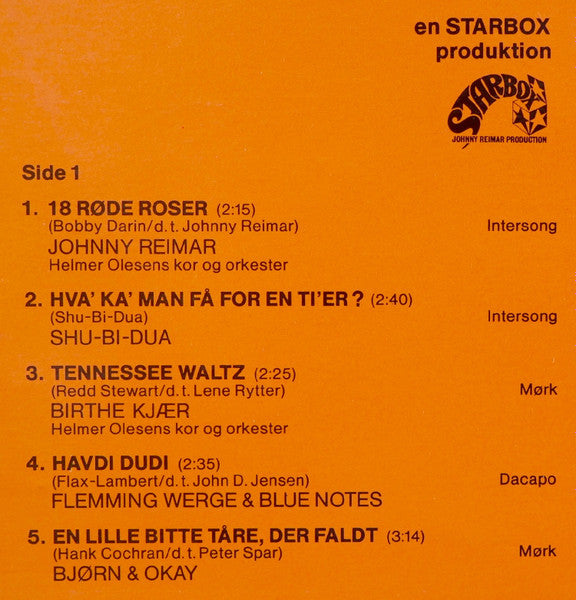 en STARBOX
produktion
STARBOX
JOHNNY REIMAR PRODUCTION
Side 1
1. 18 RØDE ROSER (2:15)
(Bobby Darin/d.t. Johnny Reimar)
Intersong
JOHNNY REIMAR
Helmer Olesens kor og orkester
2. HVA' KA' MAN FÅ FOR EN TI'ER? (2:40)
(Shu-Bi-Dua)
Intersong
SHU-BI-DUA
3. TENNESSEE WALTZ (2:25)
(Redd Stewart/d.t. Lene Rytter)
Mørk
BIRTHE KJÆR
Helmer Olesens kor og orkester
4. HAVDI DUDI (2:35)
(Flax-Lambert/d.t. John D. Jensen)
Dacapo
FLEMMING WERGE & BLUE NOTES
5. EN LILLE BITTE TÅRE, DER FALDT (3:14)
(Hank Cochran/d.t. Peter Spar)
Mørk
BJØRN & OKAY